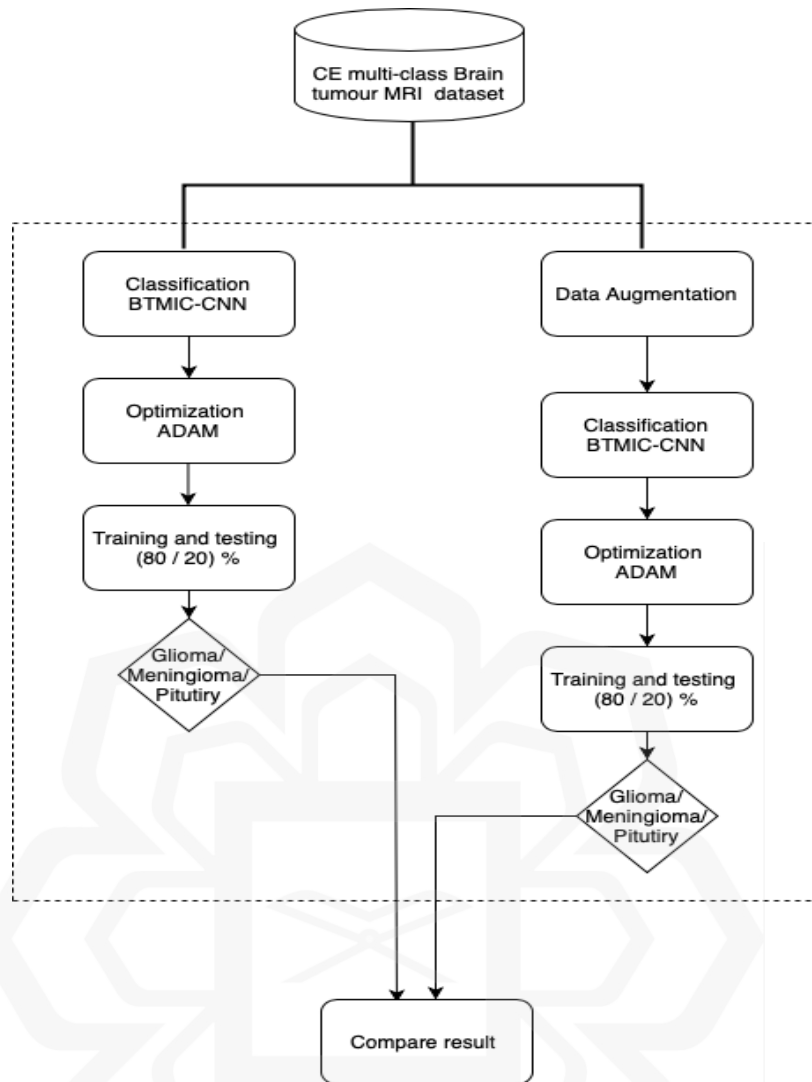 CE multi-class Brain
tumour MRI dataset
Classification
BTMIC-CNN
Optimization
ADAM
Training and testing
(80 / 20) %
Glioma/
Meningioma/
Pitutiry
Data Augmentation
Classification
BTMIC-CNN
Optimization
ADAM
Training and testing
(80 / 20) %
Glioma/
Meningioma/
Pitutiry
Compare result